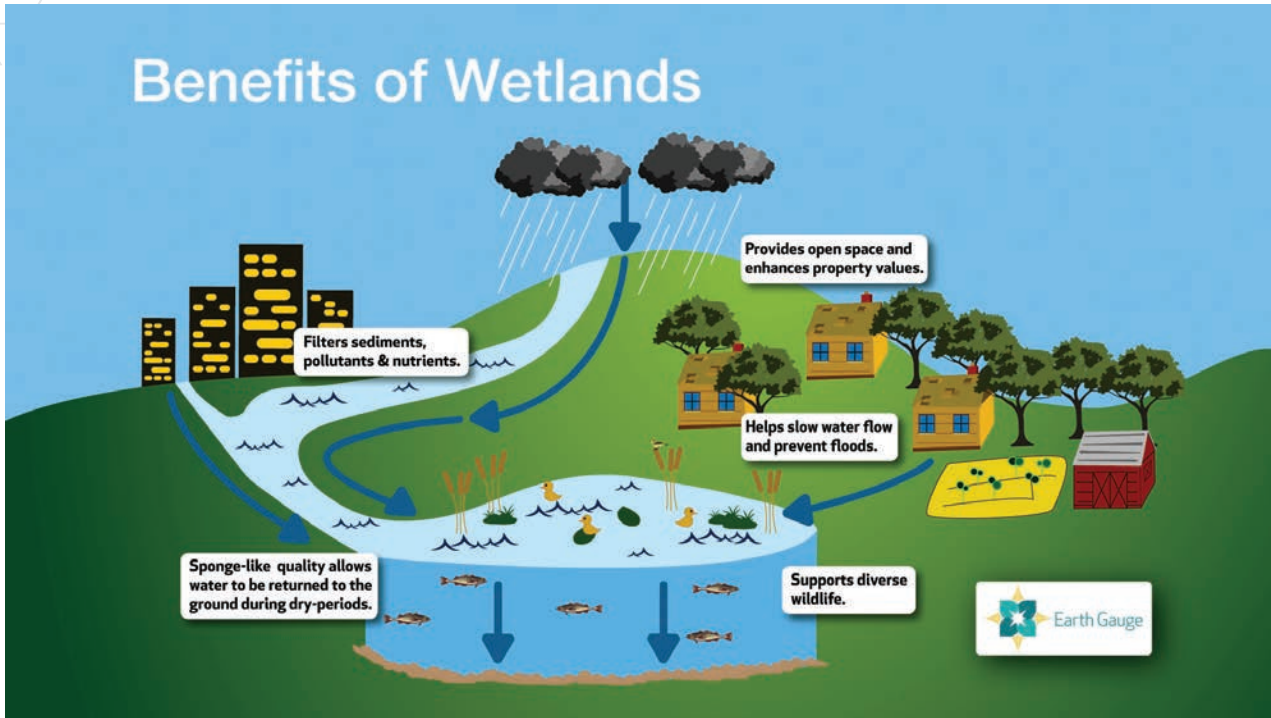 Benefits of Wetlands
Provides open space and
enhances property values.
Filters sediments,
pollutants & nutrients.
Helps slow water flow
and prevent floods.
Sponge-like quality allows
water to be returned to the
ground during dry-periods.
Supports diverse
wildlife.
Earth Gauge